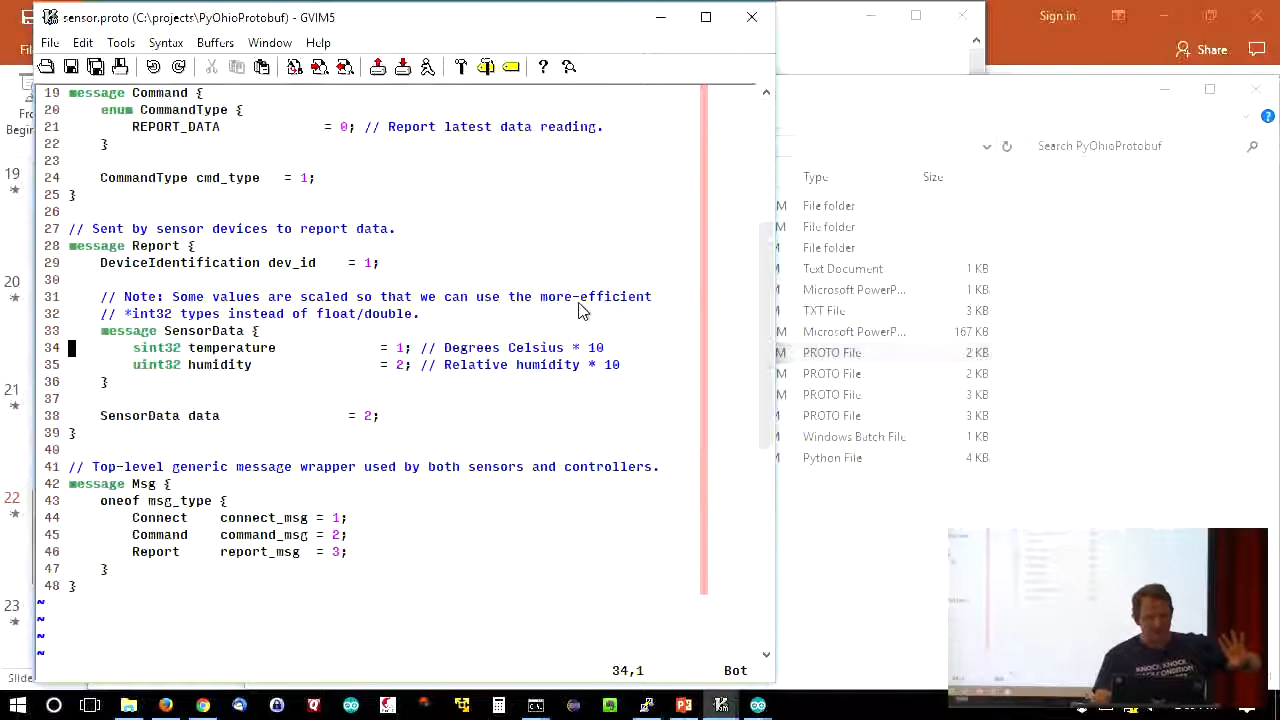 sensor.proto (C:\projects\PyOhioProtobuf) - GVIM5
File Edit Tools Syntax Buffers Window Help
19 message Command {
20 enum CommandType {
21 REPORT_DATA = 0; // Report latest data reading.
22 }
23
24 CommandType cmd_type = 1;
25 }
26
27 // Sent by sensor devices to report data.
28 message Report {
29 DeviceIdentification dev_id = 1;
30
31 // Note: Some values are scaled so that we can use the more-efficient
32 // *int32 types instead of float/double.
33 message SensorData {
34 sint32 temperature = 1; // Degrees Celsius * 10
35 uint32 humidity = 2; // Relative humidity * 10
36 }
37
38 SensorData data = 2;
39 }
40
41 // Top-level generic message wrapper used by both sensors and controllers.
42 message Msg {
43 oneof msg_type {
44 Connect connect_msg = 1;
45 Command command_msg = 2;
46 Report report_msg = 3;
47 }
48 }
~
~
~
~
34,1 Bot
Sign in
Share
Search PyOhioProtobuf
Type Size
M File folder
M File folder
M File folder
M Text Document 1 KB
M Microsoft PowerP... 1 KB
M TXT File 3 KB
M Microsoft PowerP... 167 KB
M PROTO File 2 KB
M PROTO File 2 KB
M PROTO File 3 KB
M PROTO File 3 KB
M Windows Batch File 1 KB
M Python File 4 KB
Fil
Fro
Beginn
19
20
21
22
23
Slide
KNOCK, KNOCK
CONDITION